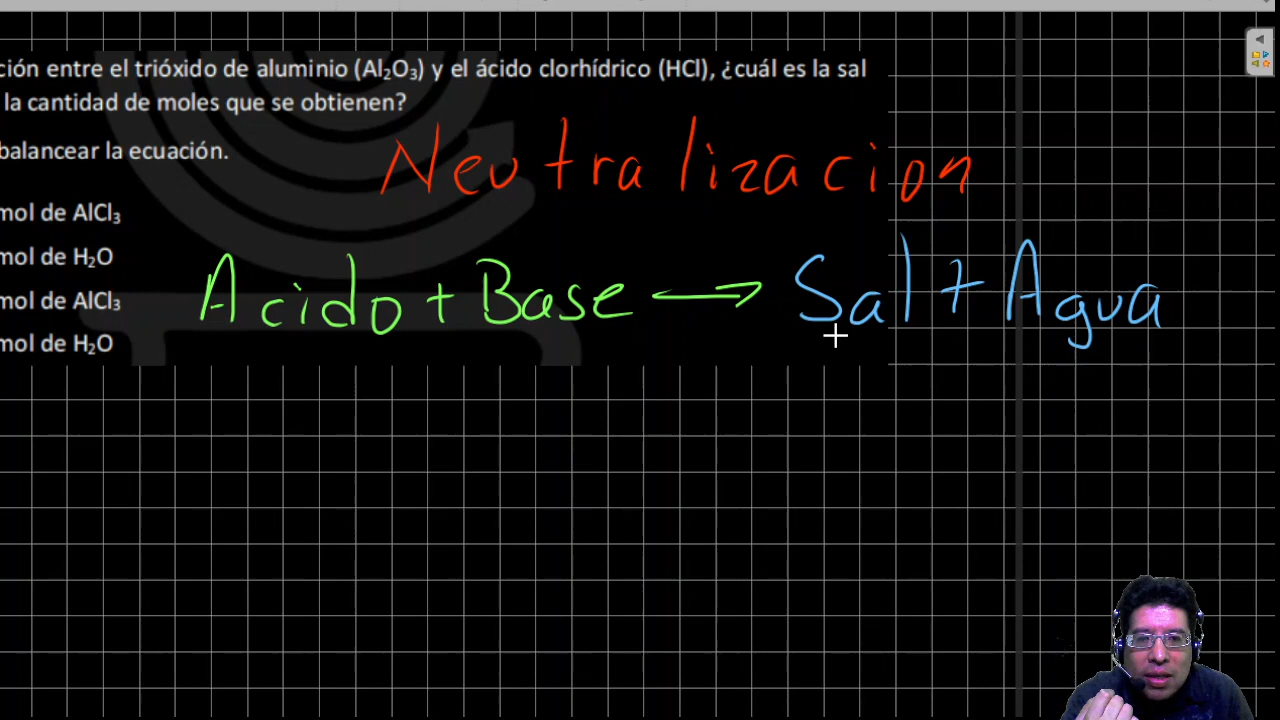 ción entre el trióxido de aluminio (Al₂O₃) y el ácido clorhídrico (HCl), ¿cuál es la sal
la cantidad de moles que se obtienen?
balancear la ecuación.
Neutralizacion
mol de AlCl₃
mol de H₂O
Acido + Base → Sal + Agua
mol de AlCl₃
mol de H₂O